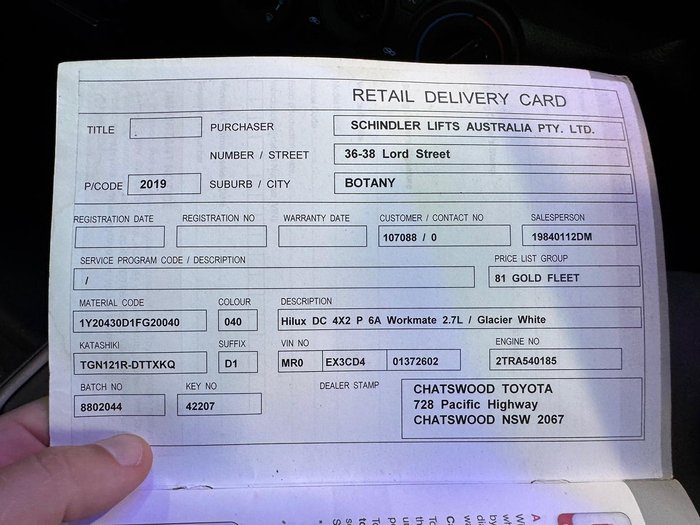 RETAIL DELIVERY CARD
TITLE PURCHASER SCHINDLER LIFTS AUSTRALIA PTY. LTD.
NUMBER / STREET 36-38 Lord Street
P/CODE 2019 SUBURB / CITY BOTANY
REGISTRATION DATE REGISTRATION NO WARRANTY DATE CUSTOMER / CONTACT NO SALESPERSON
107088 / 0 19840112DM
SERVICE PROGRAM CODE / DESCRIPTION PRICE LIST GROUP
/ 81 GOLD FLEET
MATERIAL CODE COLOUR DESCRIPTION
1Y20430D1FG20040 040 Hilux DC 4X2 P 6A Workmate 2.7L / Glacier White
KATASHIKI SUFFIX VIN NO ENGINE NO
TGN121R-DTTXKQ D1 MR0 EX3CD4 01372602 2TRA540185
BATCH NO KEY NO DEALER STAMP CHATSWOOD TOYOTA
8802044 42207 728 Pacific Highway
CHATSWOOD NSW 2067